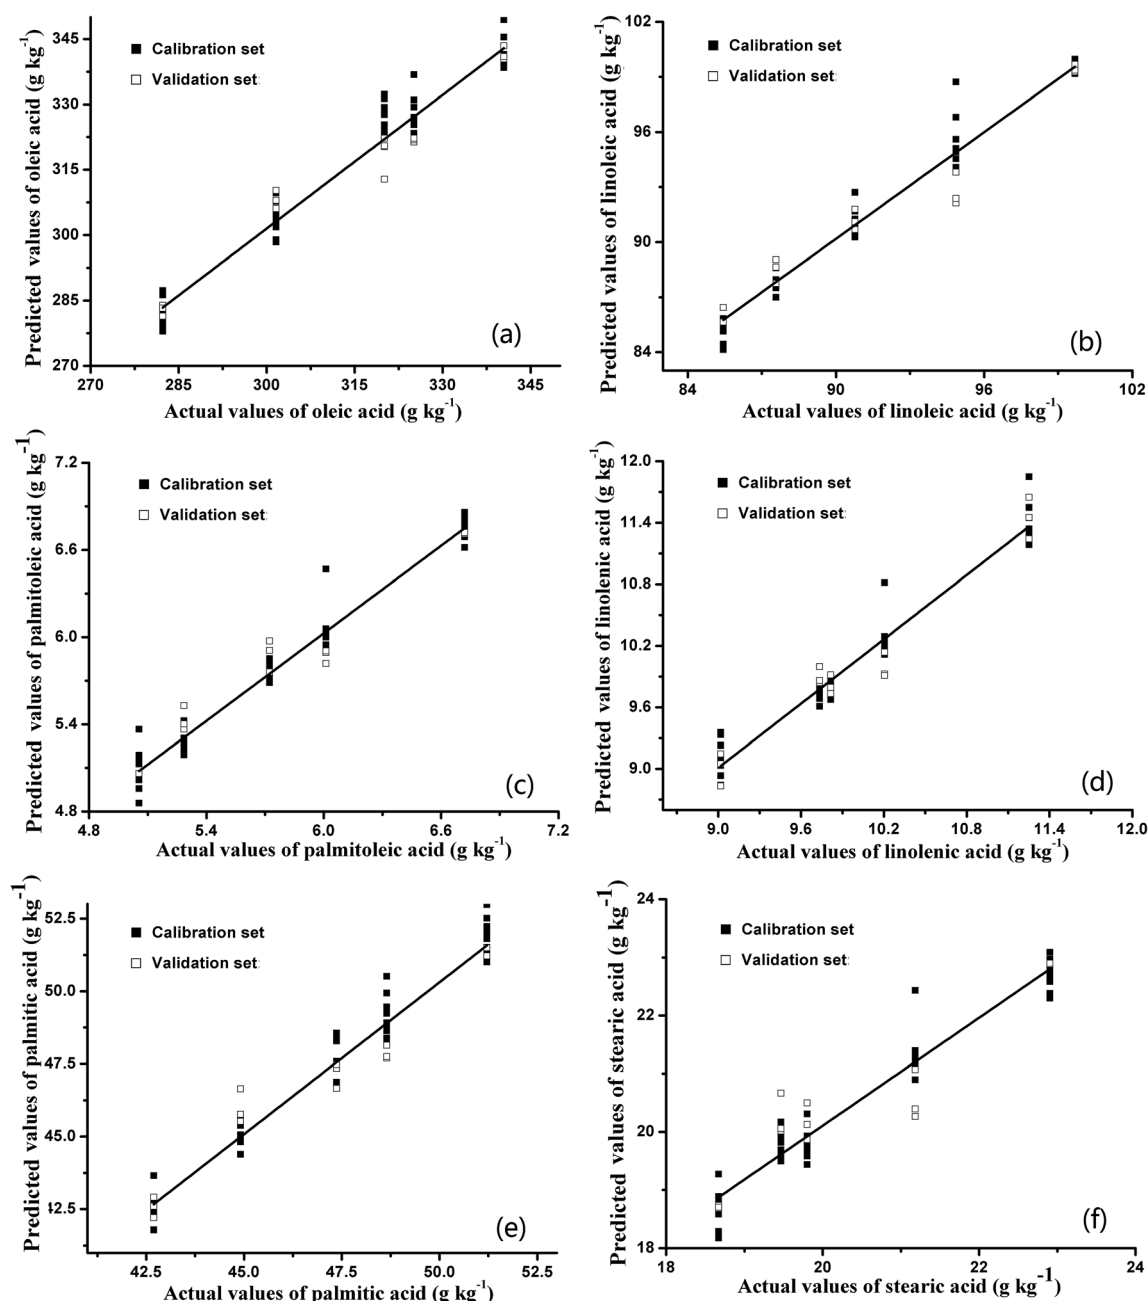 Predicted values of oleic acid (g kg-1)
345
330
315
300
285
270
Calibration set
Validation set
(a)
270 285 300 315 330 345
Actual values of oleic acid (g kg-1)
Predicted values of linoleic acid (g kg-1)
102
96
90
84
Calibration set
Validation set
(b)
84 90 96 102
Actual values of linoleic acid (g kg-1)
Predicted values of palmitoleic acid (g kg-1)
7.2
6.6
6.0
5.4
4.8
Calibration set
Validation set
(c)
4.8 5.4 6.0 6.6 7.2
Actual values of palmitoleic acid (g kg-1)
Predicted values of linolenic acid (g kg-1)
12.0
11.4
10.8
10.2
9.6
9.0
Calibration set
Validation set
(d)
9.0 9.6 10.2 10.8 11.4 12.0
Actual values of linolenic acid (g kg-1)
Predicted values of palmitic acid (g kg-1)
52.5
50.0
47.5
45.0
42.5
Calibration set
Validation set
(e)
42.5 45.0 47.5 50.0 52.5
Actual values of palmitic acid (g kg-1)
Predicted values of stearic acid (g kg-1)
24
22
20
18
Calibration set
Validation set
(f)
18 20 22 24
Actual values of stearic acid (g kg-1)